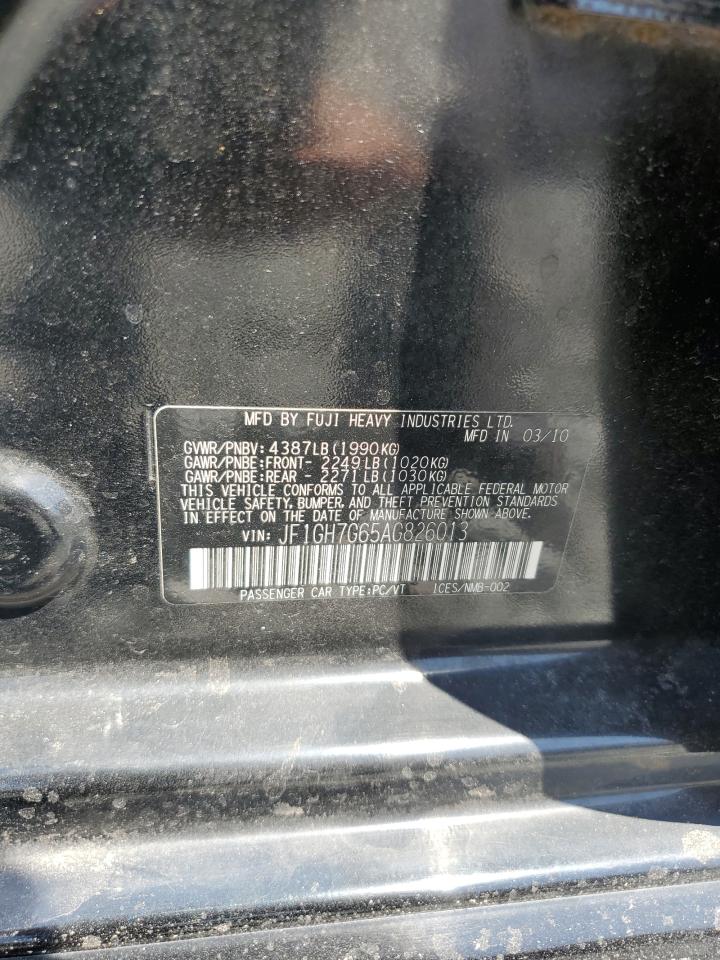 MFD BY FUJI HEAVY INDUSTRIES LTD.
MFD IN 03/10
GVWR/PNBV: 4387LB (1990KG)
GAWR/PNBE:FRONT- 2249LB (1020KG)
GAWR/PNBE:REAR - 2271LB (1030KG)
THIS VEHICLE CONFORMS TO ALL APPLICABLE FEDERAL MOTOR
VEHICLE SAFETY, BUMPER, AND THEFT PREVENTION STANDARDS
IN EFFECT ON THE DATE OF MANUFACTURE SHOWN ABOVE.
VIN: JF1GH7G65AG826013
PASSENGER CAR TYPE:PC/VT ICES/NMB-002